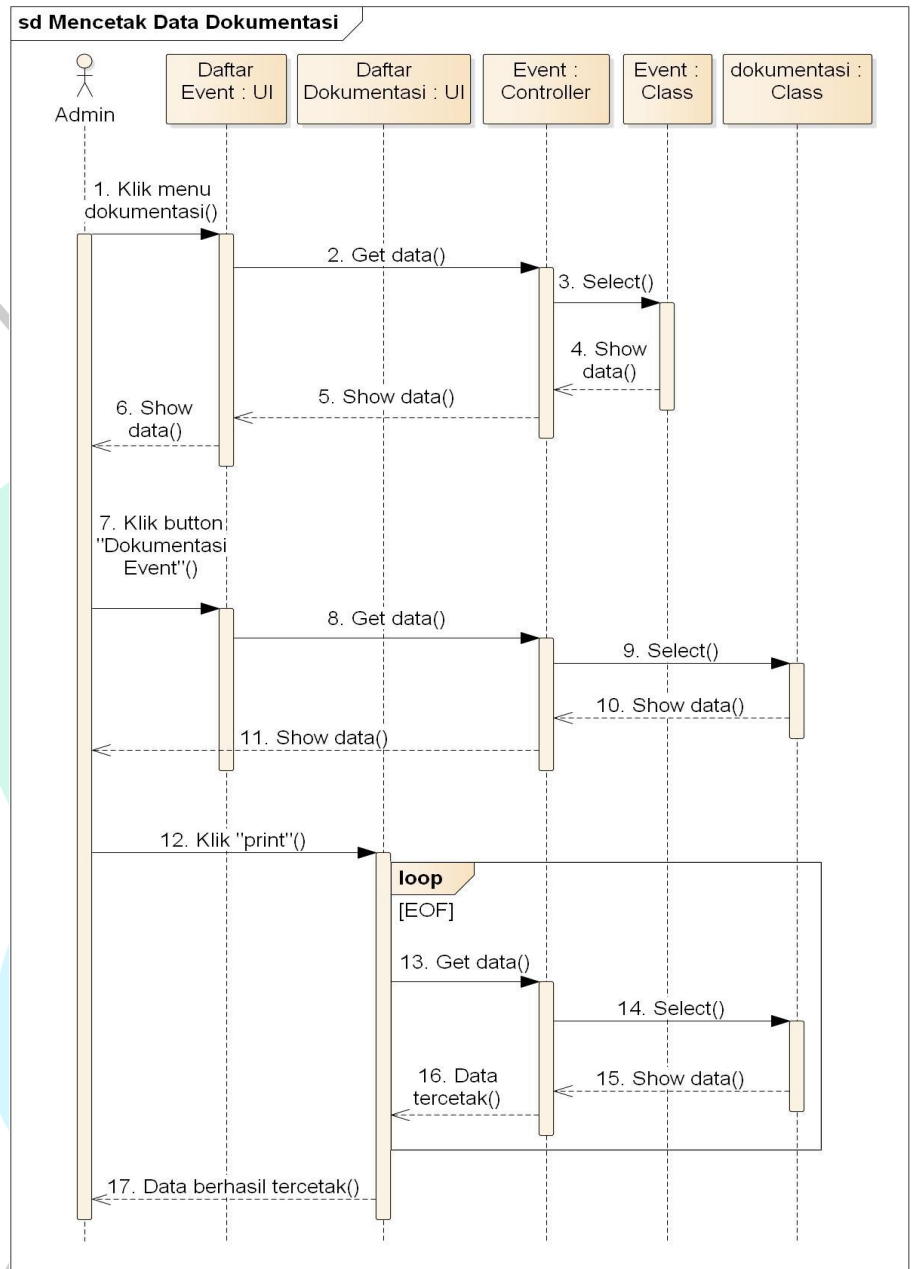 sd Mencetak Data Dokumentasi
Admin
Daftar
Event : UI
Daftar
Dokumentasi : UI
Event :
Controller
Event :
Class
dokumentasi :
Class
1. Klik menu
dokumentasi()
2. Get data()
3. Select()
4. Show
data()
5. Show data()
6. Show
data()
7. Klik button
"Dokumentasi
Event"()
8. Get data()
9. Select()
10. Show data()
11. Show data()
12. Klik "print"()
loop
[EOF]
13. Get data()
14. Select()
15. Show data()
16. Data
tercetak()
17. Data berhasil tercetak()